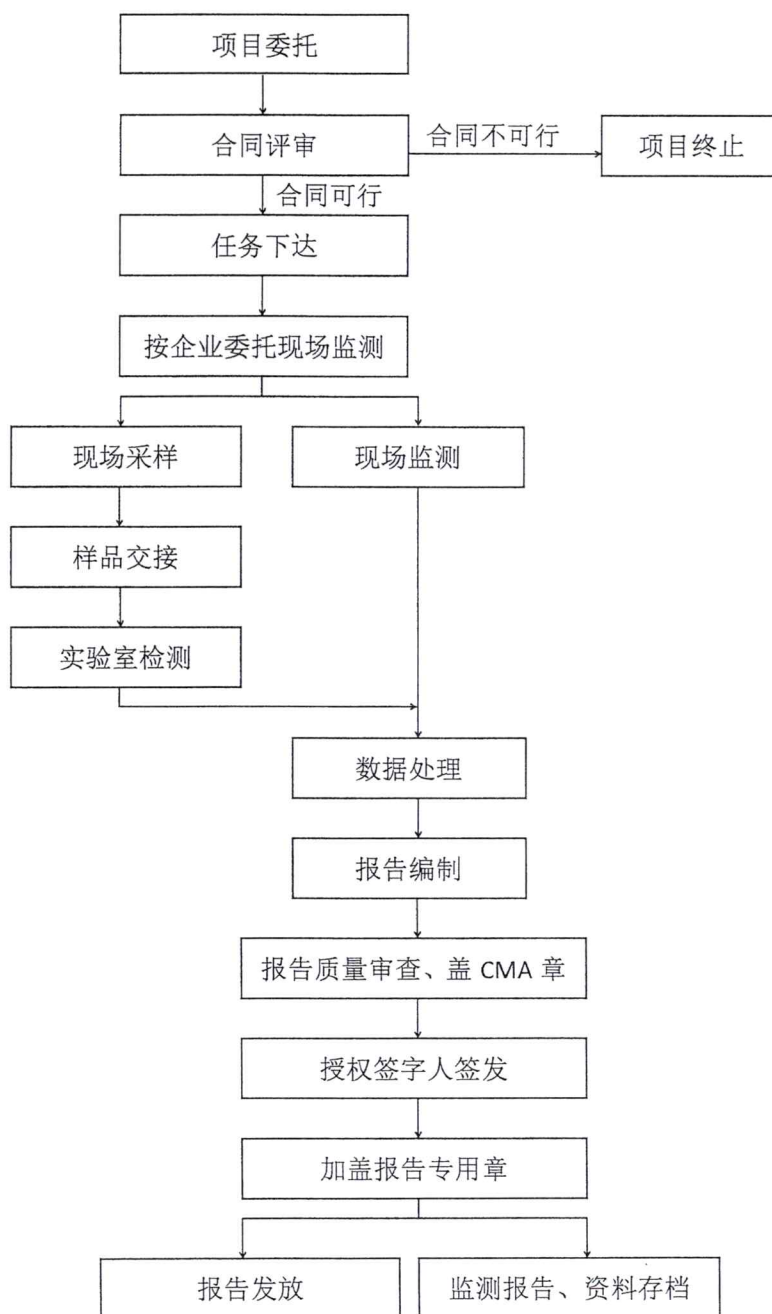 项目委托
合同评审
合同不可行
项目终止
合同可行
任务下达
按企业委托现场监测
现场采样
现场监测
样品交接
实验室检测
数据处理
报告编制
报告质量审查、盖 CMA 章
授权签字人签发
加盖报告专用章
报告发放
监测报告、资料存档